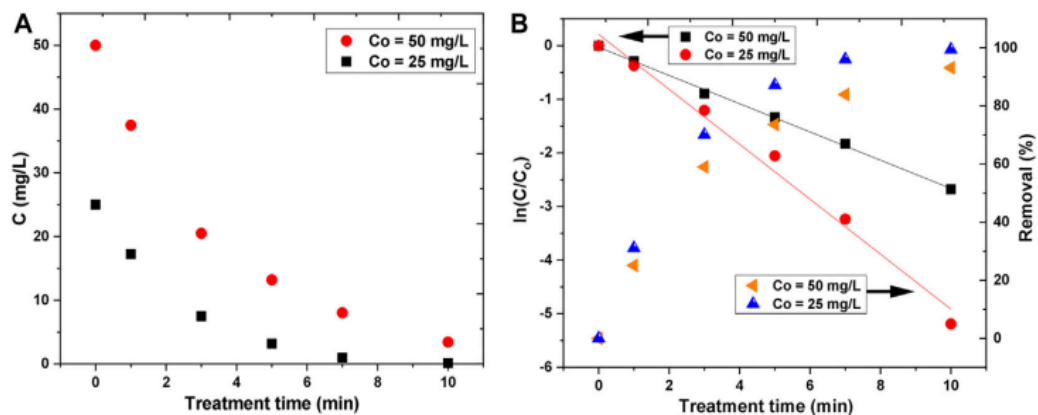 A
50
40
30
20
10
0
C (mg/L)
Co = 50 mg/L
Co = 25 mg/L
0 2 4 6 8 10
Treatment time (min)
B
0
-1
-2
-3
-4
-5
-6
ln(C/Co)
Co = 50 mg/L
Co = 25 mg/L
Co = 50 mg/L
Co = 25 mg/L
100
80
60
40
20
0
Removal (%)
0 2 4 6 8 10
Treatment time (min)